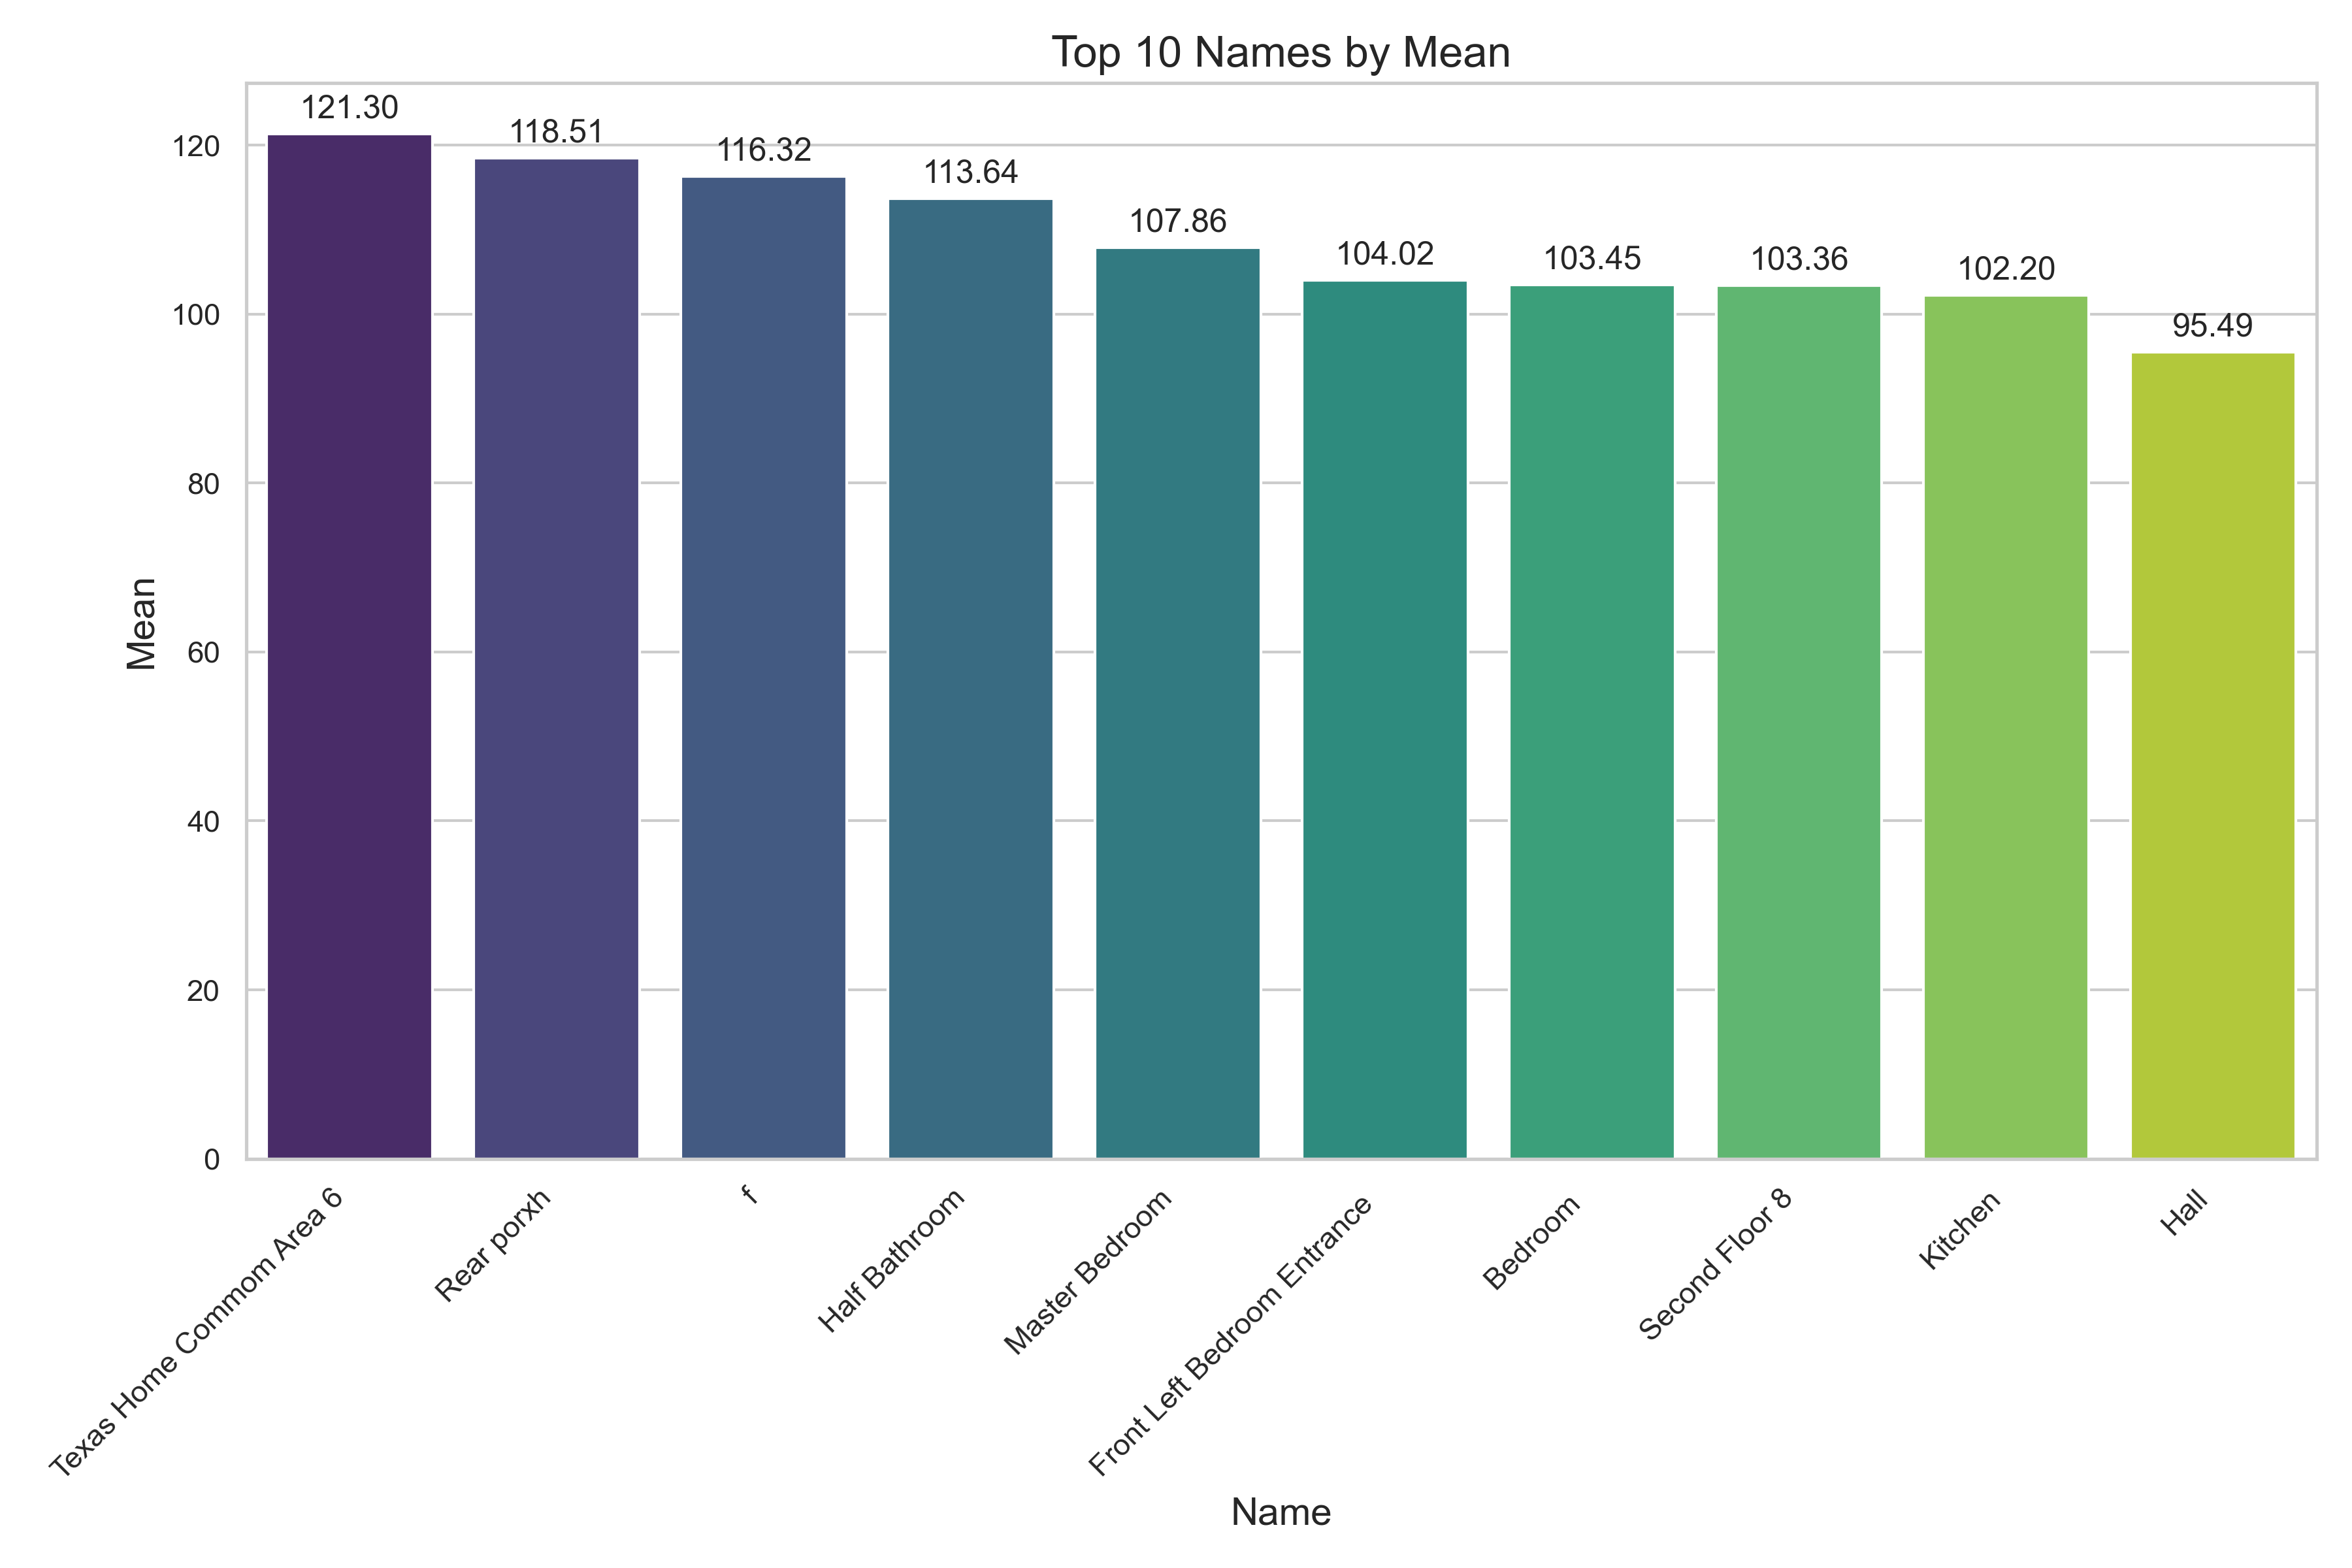 Top 10 Names by Mean
121.30
118.51
116.32
113.64
107.86
104.02
103.45
103.36
102.20
95.49
120
100
80
60
40
20
0
Mean
Texas Home Commom Area 6
Rear porxh
f
Half Bathroom
Master Bedroom
Front Left Bedroom Entrance
Bedroom
Second Floor 8
Kitchen
Hall
Name